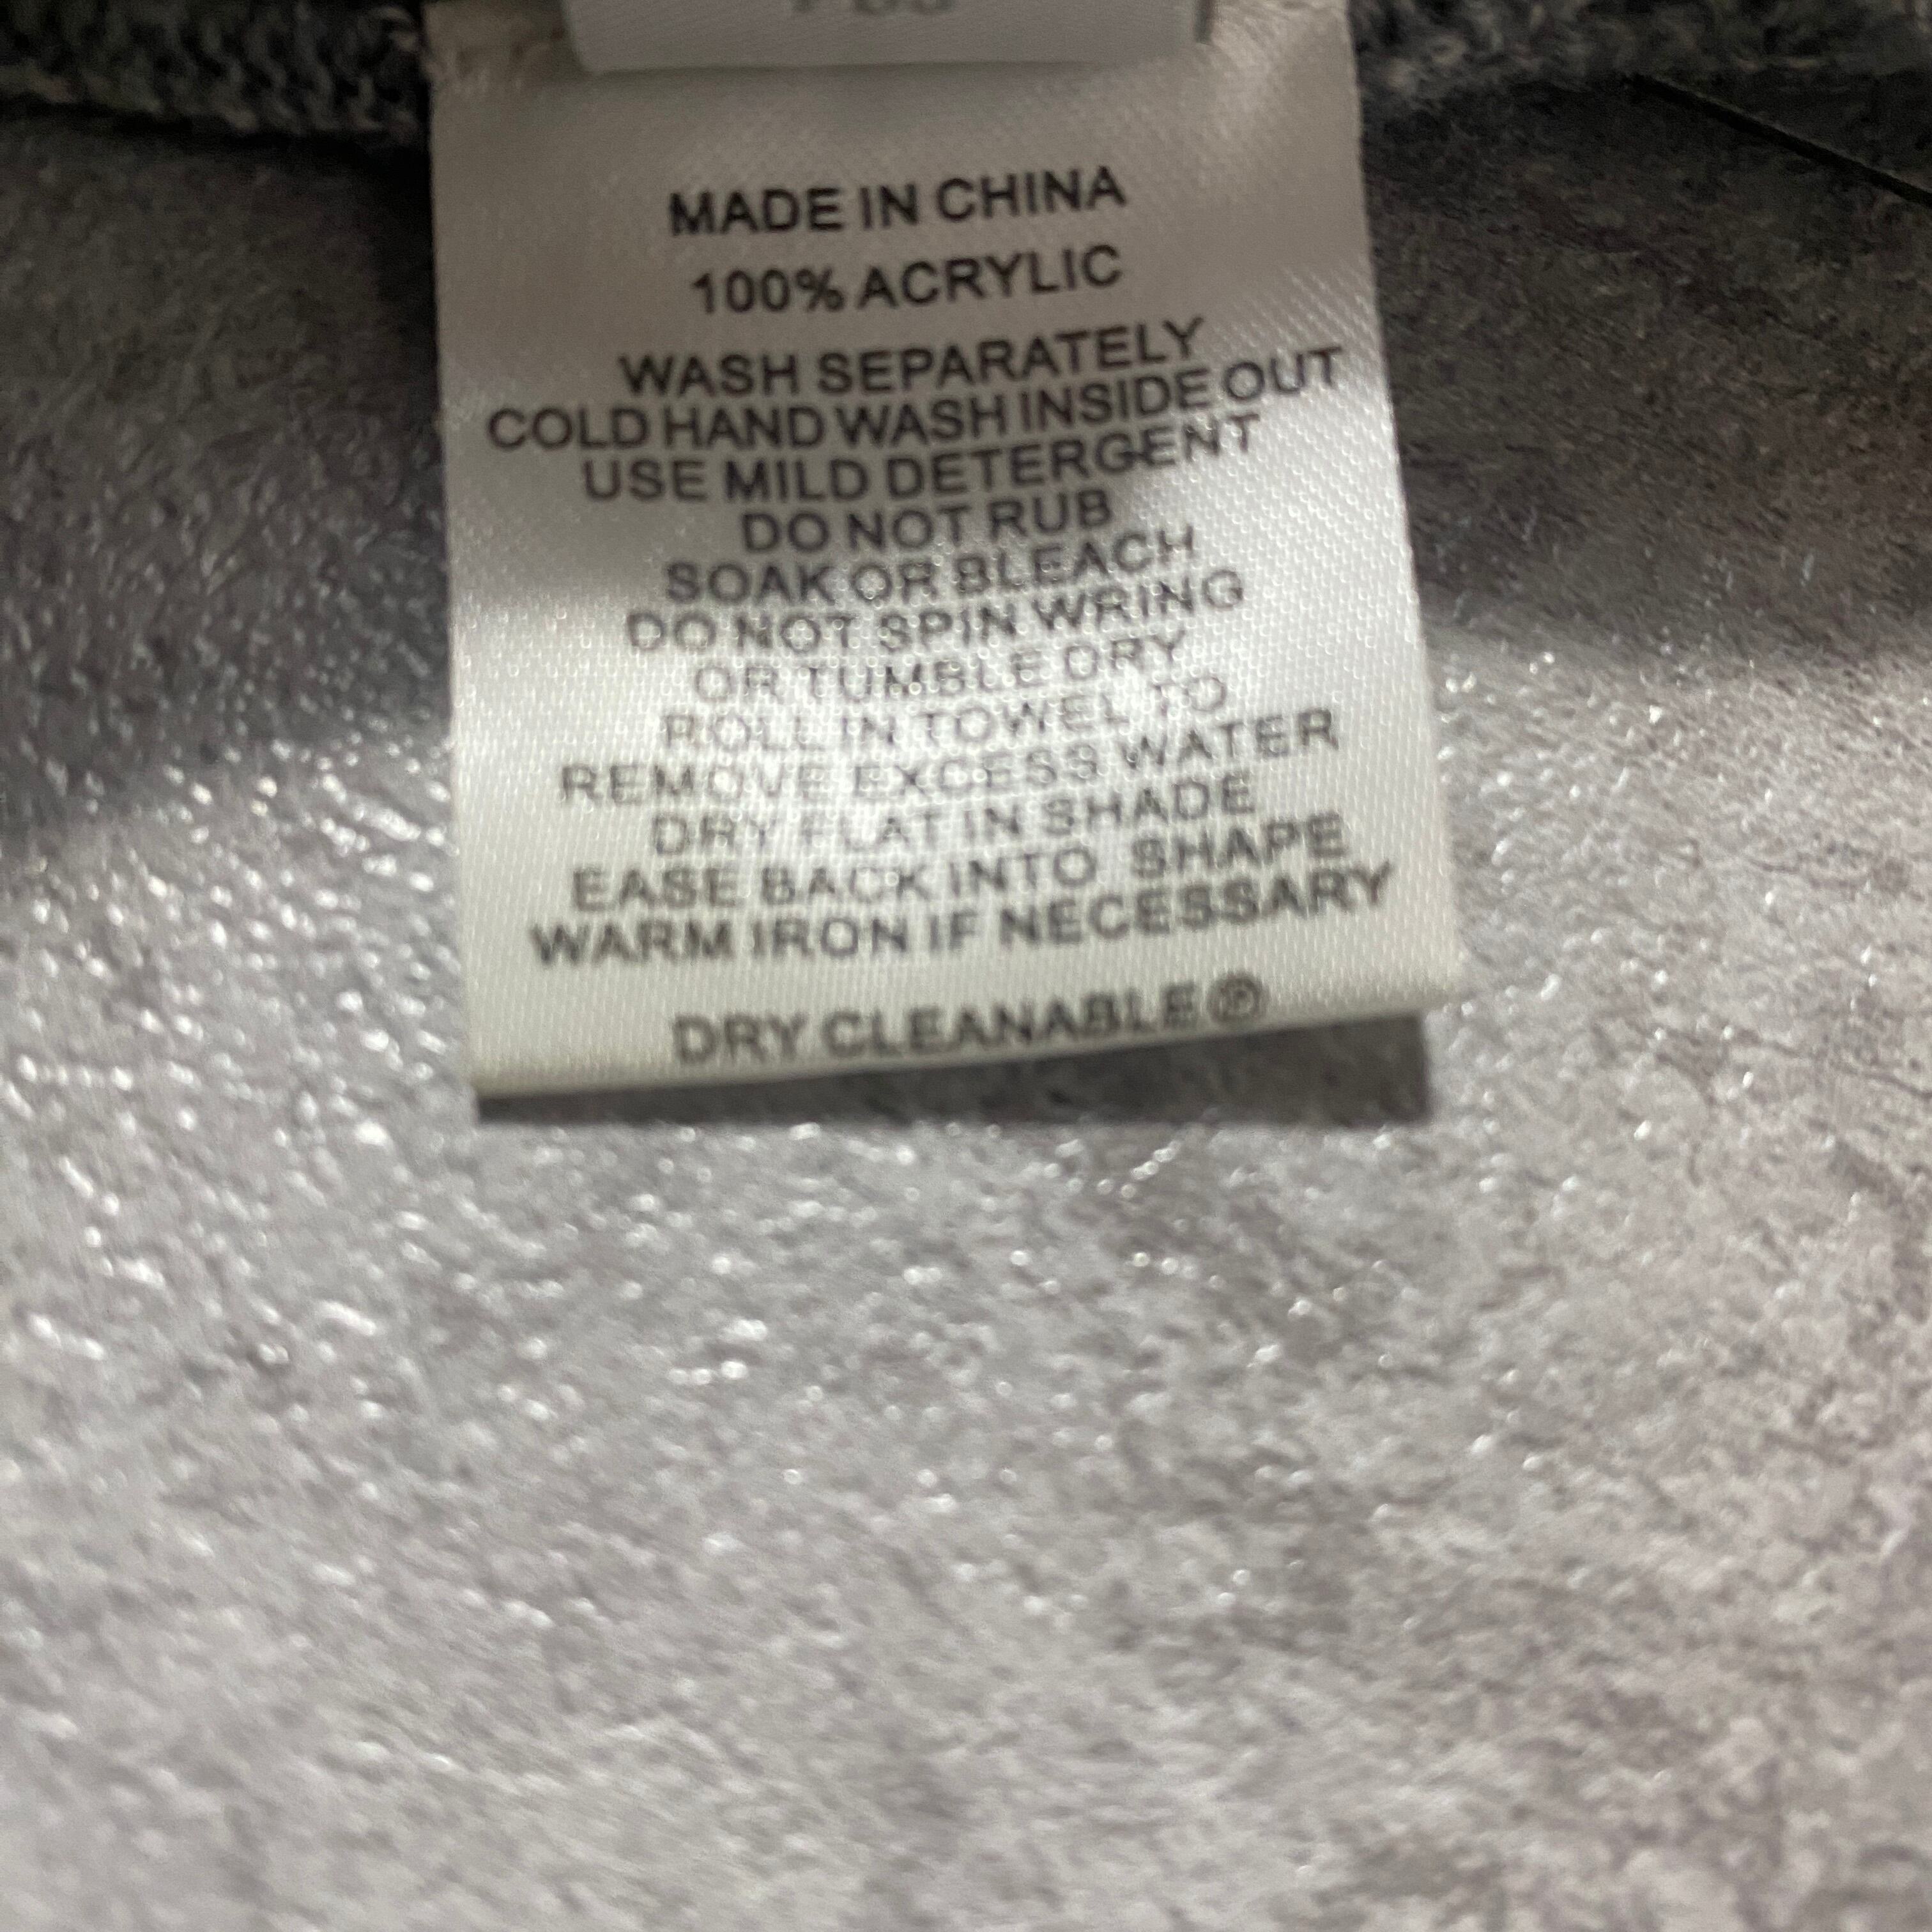 MADE IN CHINA
100% ACRYLIC
WASH SEPARATELY
COLD HAND WASH INSIDE OUT
USE MILD DETERGENT
DO NOT RUB
SOAK OR BLEACH
DO NOT SPIN WRING
OR TUMBLE DRY
ROLL IN TOWEL TO
REMOVE EXCESS WATER
DRY FLAT IN SHADE
EASE BACK INTO SHAPE
WARM IRON IF NECESSARY
DRY CLEANABLE Ⓟ